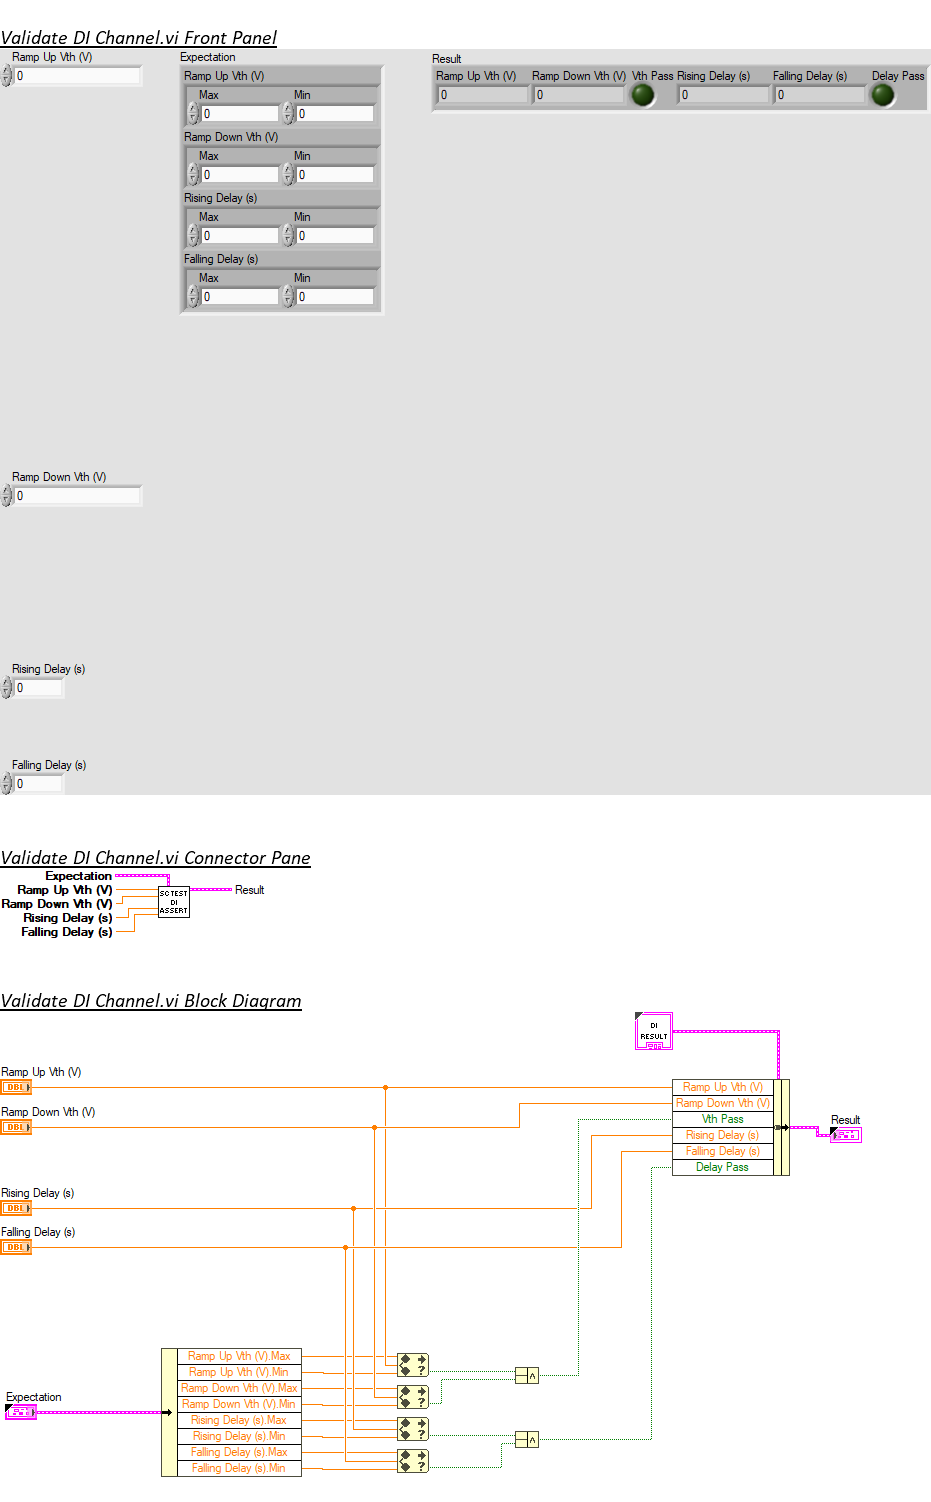 Validate DI Channel.vi Front Panel
Ramp Up Vth (V)
0
Expectation
Ramp Up Vth (V)
Max Min
0 0
Ramp Down Vth (V)
Max Min
0 0
Rising Delay (s)
Max Min
0 0
Falling Delay (s)
Max Min
0 0
Result
Ramp Up Vth (V) Ramp Down Vth (V) Vth Pass Rising Delay (s) Falling Delay (s) Delay Pass
0 0 0 0
Ramp Down Vth (V)
0
Rising Delay (s)
0
Falling Delay (s)
0
Validate DI Channel.vi Connector Pane
Expectation
Ramp Up Vth (V)
Ramp Down Vth (V)
Rising Delay (s)
Falling Delay (s)
SC TEST
DI
ASSERT
Result
Validate DI Channel.vi Block Diagram
DI
RESULT
Ramp Up Vth (V)
DBL
Ramp Down Vth (V)
DBL
Rising Delay (s)
DBL
Falling Delay (s)
DBL
Ramp Up Vth (V)
Ramp Down Vth (V)
Vth Pass
Rising Delay (s)
Falling Delay (s)
Delay Pass
Result
Expectation
Ramp Up Vth (V).Max
Ramp Up Vth (V).Min
Ramp Down Vth (V).Max
Ramp Down Vth (V).Min
Rising Delay (s).Max
Rising Delay (s).Min
Falling Delay (s).Max
Falling Delay (s).Min
?
?
?
?